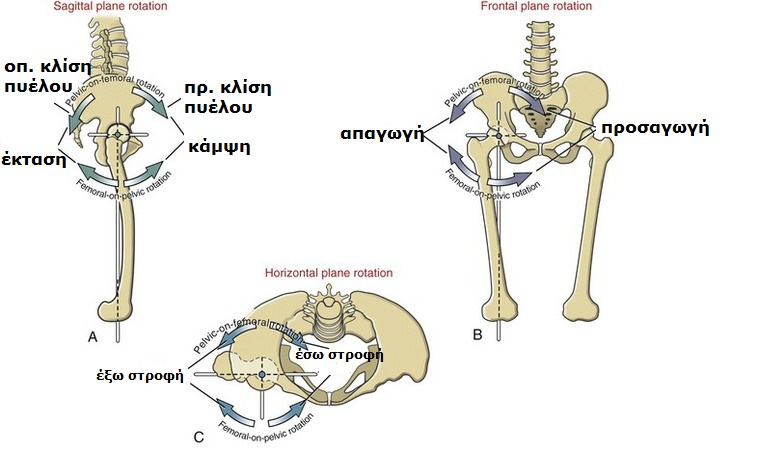 Sagittal plane rotation
οπ. κλίση
πυέλου
Pelvic-on-femoral rotation
πρ. κλίση
πυέλου
έκταση
κάμψη
Femoral-on-pelvic rotation
A
Frontal plane rotation
Pelvic-on-femoral rotation
απαγωγή
προσαγωγή
Femoral-on-pelvic rotation
B
Horizontal plane rotation
Pelvic-on-femoral rotation
έσω στροφή
έξω στροφή
Femoral-on-pelvic rotation
C